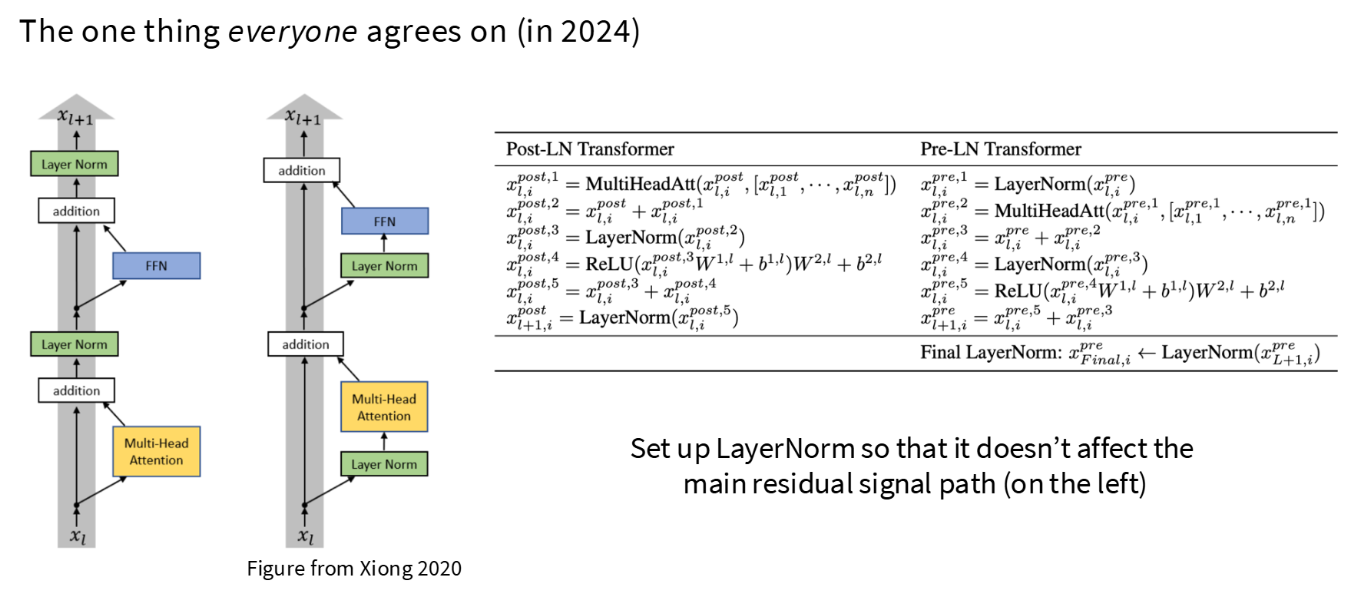 The one thing everyone agrees on (in 2024)
x_{l+1}
Layer Norm
addition
FFN
Layer Norm
addition
Multi-Head
Attention
x_l
x_{l+1}
addition
FFN
Layer Norm
addition
Multi-Head
Attention
Layer Norm
x_l
Figure from Xiong 2020
Post-LN Transformer
x_{l,i}^{post,1} = MultiHeadAtt(x_{l,i}^{post}, [x_{l,1}^{post}, ⋯, x_{l,n}^{post}])
x_{l,i}^{post,2} = x_{l,i}^{post} + x_{l,i}^{post,1}
x_{l,i}^{post,3} = LayerNorm(x_{l,i}^{post,2})
x_{l,i}^{post,4} = ReLU(x_{l,i}^{post,3}W^{1,l} + b^{1,l})W^{2,l} + b^{2,l}
x_{l,i}^{post,5} = x_{l,i}^{post,3} + x_{l,i}^{post,4}
x_{l+1,i}^{post} = LayerNorm(x_{l,i}^{post,5})
Pre-LN Transformer
x_{l,i}^{pre,1} = LayerNorm(x_{l,i}^{pre})
x_{l,i}^{pre,2} = MultiHeadAtt(x_{l,i}^{pre,1}, [x_{l,1}^{pre,1}, ⋯, x_{l,n}^{pre,1}])
x_{l,i}^{pre,3} = x_{l,i}^{pre} + x_{l,i}^{pre,2}
x_{l,i}^{pre,4} = LayerNorm(x_{l,i}^{pre,3})
x_{l,i}^{pre,5} = ReLU(x_{l,i}^{pre,4}W^{1,l} + b^{1,l})W^{2,l} + b^{2,l}
x_{l+1,i}^{pre} = x_{l,i}^{pre,5} + x_{l,i}^{pre,3}
Final LayerNorm: x_{Final,i}^{pre} ← LayerNorm(x_{L+1,i}^{pre})
Set up LayerNorm so that it doesn’t affect the
main residual signal path (on the left)